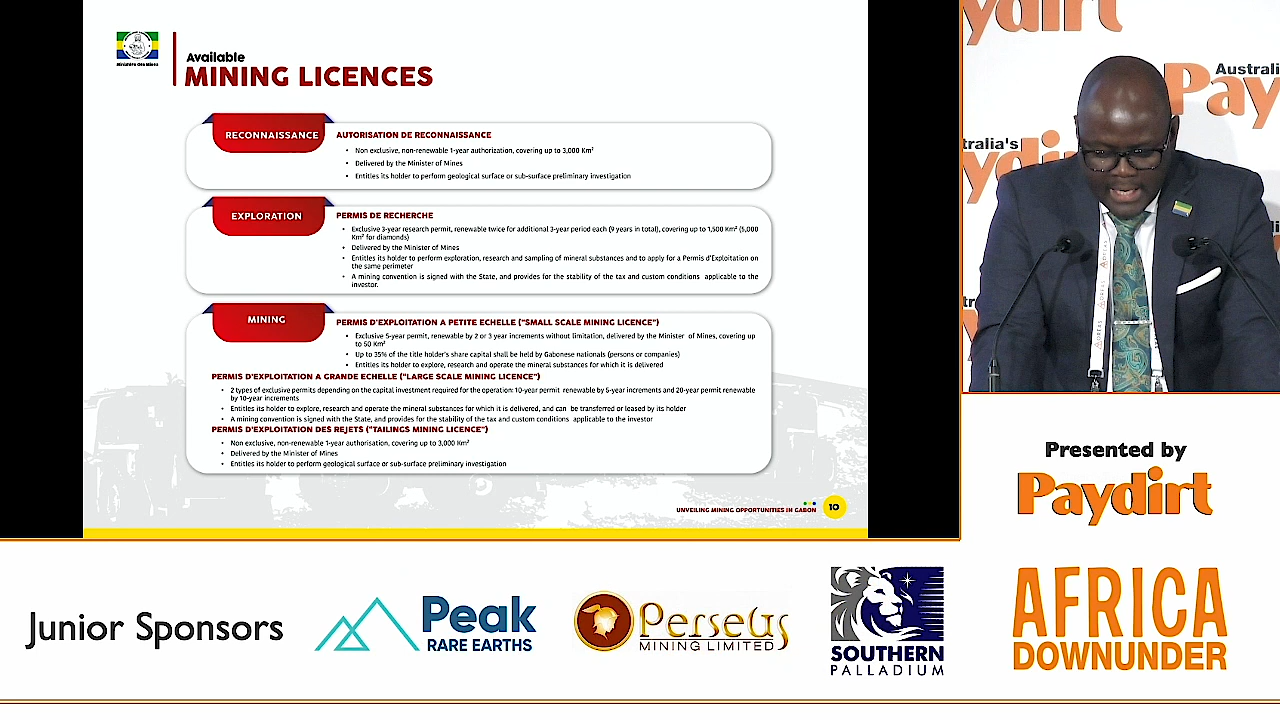 Ministère des Mines
Available
MINING LICENCES
RECONNAISSANCE
AUTORISATION DE RECONNAISSANCE
• Non exclusive, non-renewable 1-year authorization, covering up to 3,000 Km²
• Delivered by the Minister of Mines
• Entitles its holder to perform geological surface or sub-surface preliminary investigation
EXPLORATION
PERMIS DE RECHERCHE
• Exclusive 3-year research permit, renewable twice for additional 3-year period each (9 years in total), covering up to 1,500 Km² (5,000
Km² for diamonds)
• Delivered by the Minister of Mines
• Entitles its holder to perform exploration, research and sampling of mineral substances and to apply for a Permis d'Exploitation on
the same perimeter
• A mining convention is signed with the State, and provides for the stability of the tax and custom conditions applicable to the
investor.
MINING
PERMIS D'EXPLOITATION A PETITE ECHELLE ("SMALL SCALE MINING LICENCE")
• Exclusive 5-year permit, renewable by 2 or 3 year increments without limitation, delivered by the Minister of Mines, covering up
to 50 Km²
• Up to 35% of the title holder's share capital shall be held by Gabonese nationals (persons or companies)
• Entitles its holder to explore, research and operate the mineral substances for which it is delivered
PERMIS D'EXPLOITATION A GRANDE ECHELLE ("LARGE SCALE MINING LICENCE")
• 2 types of exclusive permits depending on the capital investment required for the operation: 10-year permit renewable by 5-year increments and 20-year permit renewable
by 10-year increments
• Entitles its holder to explore, research and operate the mineral substances for which it is delivered, and can be transferred or leased by its holder
• A mining convention is signed with the State, and provides for the stability of the tax and custom conditions applicable to the investor
PERMIS D'EXPLOITATION DES REJETS ("TAILINGS MINING LICENCE")
• Non exclusive, non-renewable 1-year authorisation, covering up to 3,000 Km²
• Delivered by the Minister of Mines
• Entitles its holder to perform geological surface or sub-surface preliminary investigation
UNVEILING MINING OPPORTUNITIES IN GABON
10
ydirt
Australi
Pay
tralia's
ydi
Presented by
Paydirt
Junior Sponsors
Peak
RARE EARTHS
Perseus
MINING LIMITED
SOUTHERN
PALLADIUM
AFRICA
DOWNUNDER